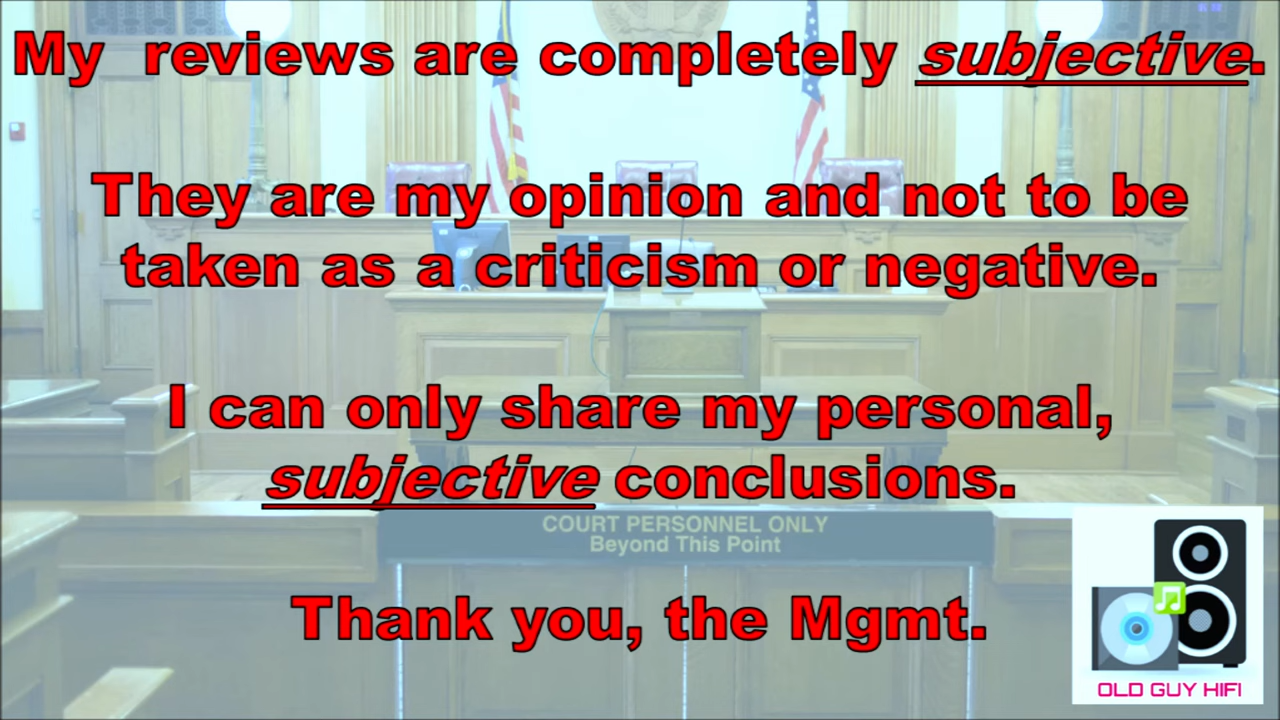 My reviews are completely subjective.
They are my opinion and not to be
taken as a criticism or negative.
I can only share my personal,
subjective conclusions.
COURT PERSONNEL ONLY
Beyond This Point
Thank you, the Mgmt.
OLD GUY HIFI